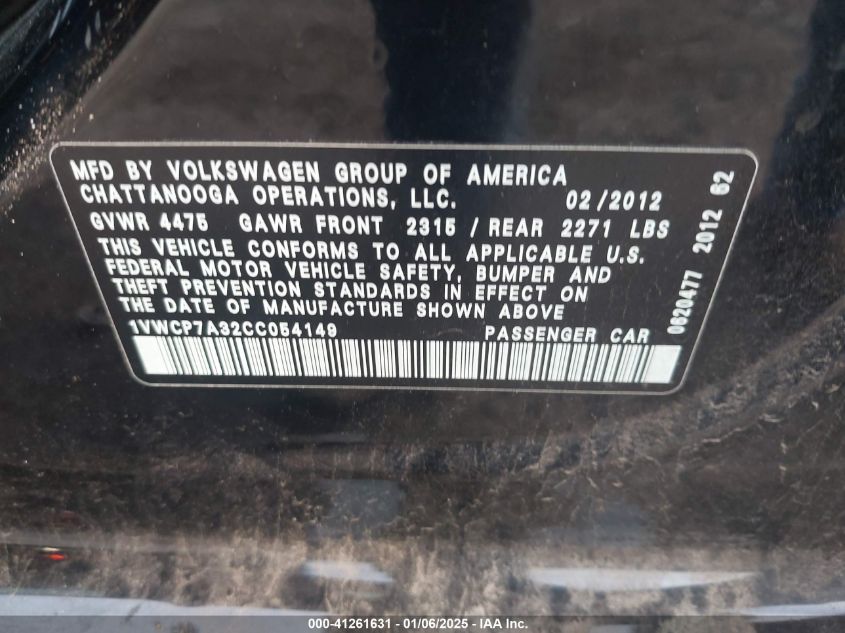 MFD BY VOLKSWAGEN GROUP OF AMERICA
CHATTANOOGA OPERATIONS, LLC. 02/2012
GVWR 4475 GAWR FRONT 2315 / REAR 2271 LBS
THIS VEHICLE CONFORMS TO ALL APPLICABLE U.S.
FEDERAL MOTOR VEHICLE SAFETY, BUMPER AND
THEFT PREVENTION STANDARDS IN EFFECT ON
THE DATE OF MANUFACTURE SHOWN ABOVE
1VWCP7A32CC054149 PASSENGER CAR
0620477 2012 62
000-41261631 - 01/06/2025 - IAA Inc.